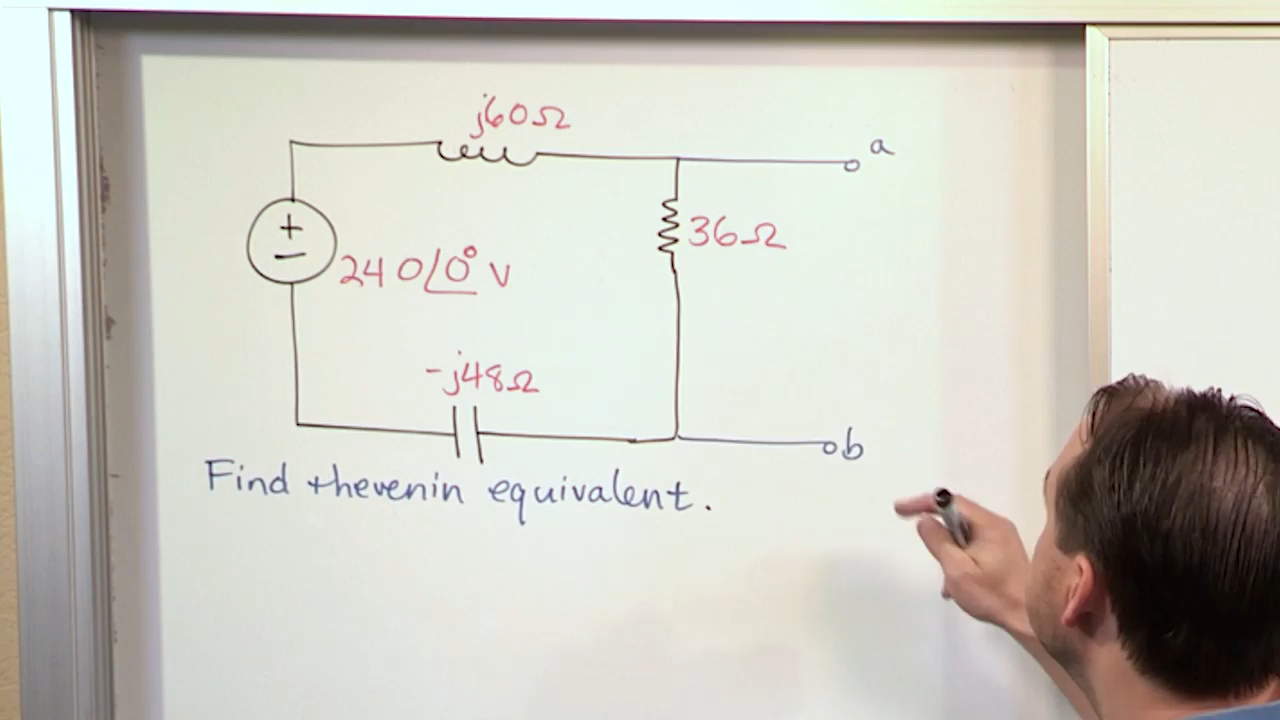 j60Ω
a
+
36Ω
−
240∠0° V
-j48Ω
b
Find thevenin equivalent.